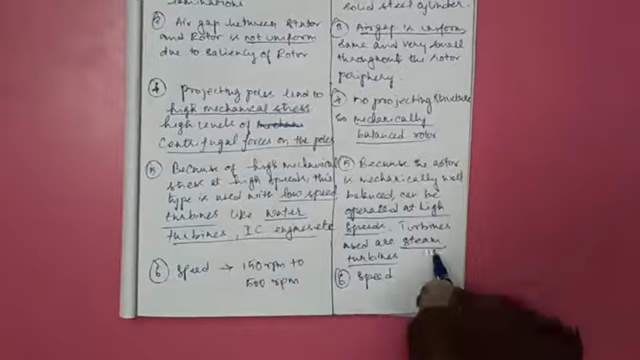 laminations
③ Air gap between stator
and Rotor is not uniform
due to saliency of Rotor
④ projecting poles lead to
high mechanical stress
high levels of
Centrifugal forces on the poles
⑤ Because of high mechanical
stress at high speeds, this
type is used with low speed
turbines like water
turbines, I C engines etc
⑥ Speed → 150 rpm to
500 rpm
solid steel cylinder.
③ Air gap is uniform
same and very small
throughout the rotor
periphery.
④ no projecting structure
so mechanically
balanced rotor
⑤ Because the rotor
is mechanically well
balanced, can be
operated at high
speeds. Turbines
used are steam
turbines
⑥ Speed